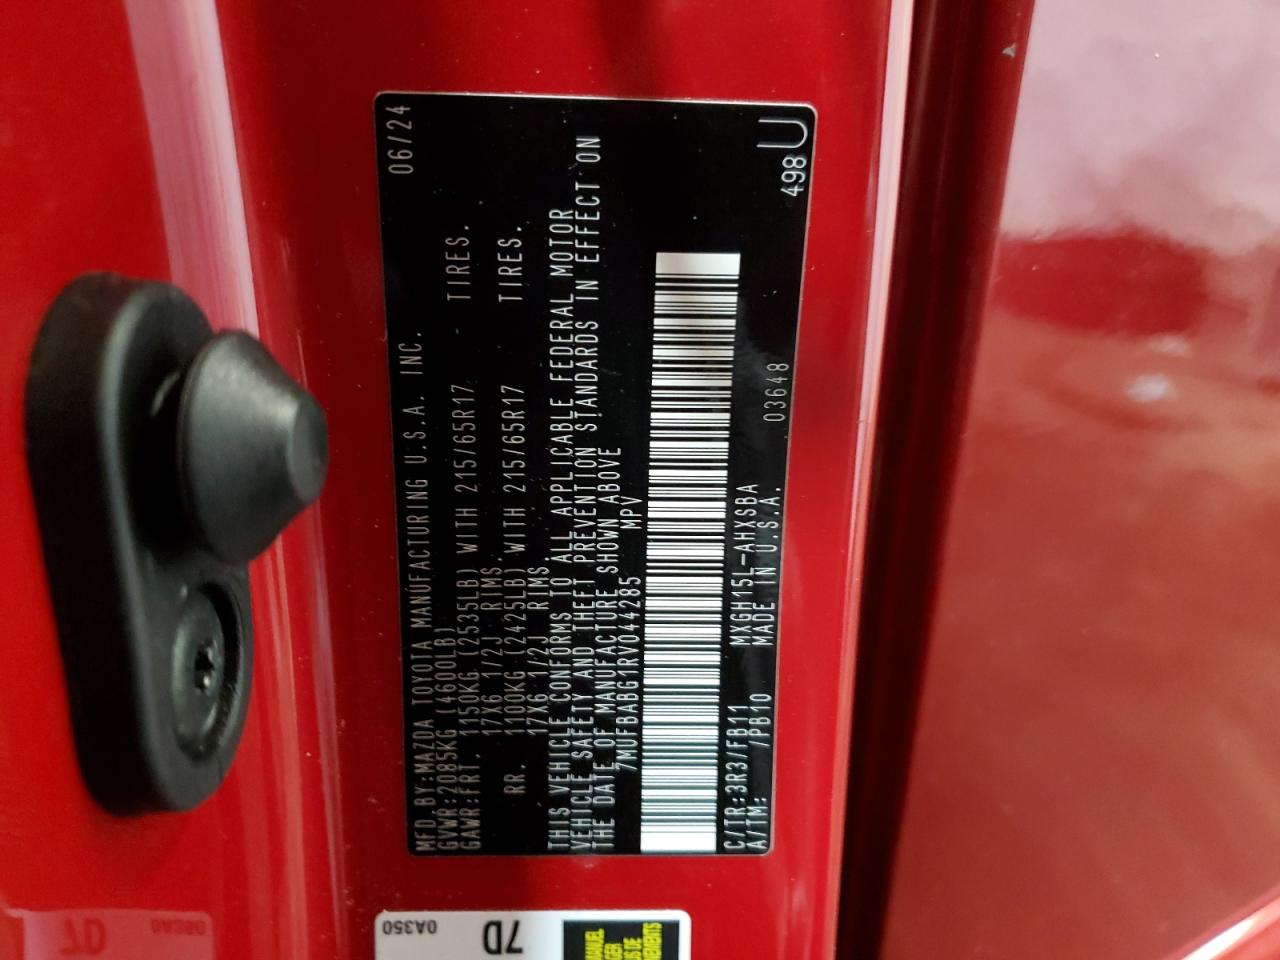 MFD. BY:MAZDA TOYOTA MANUFACTURING U.S.A. INC. 06/24
GVWR:2085KG (4600LB)
GAWR:FRT. 1150KG (2535LB) WITH 215/65R17 TIRES.
17X6 1/2J RIMS.
RR. 1100KG (2425LB) WITH 215/65R17 TIRES.
17X6 1/2J RIMS.
THIS VEHICLE CONFORMS TO ALL APPLICABLE FEDERAL MOTOR
VEHICLE SAFETY AND THEFT PREVENTION STANDARDS IN EFFECT ON
THE DATE OF MANUFACTURE SHOWN ABOVE
7MUFBABG1RV044285 MPV
C/TR:3R3/FB11 MXGH15L-AHXSBA
A/TM: /PB10 MADE IN U.S.A. 03648
498U
0A350
7D